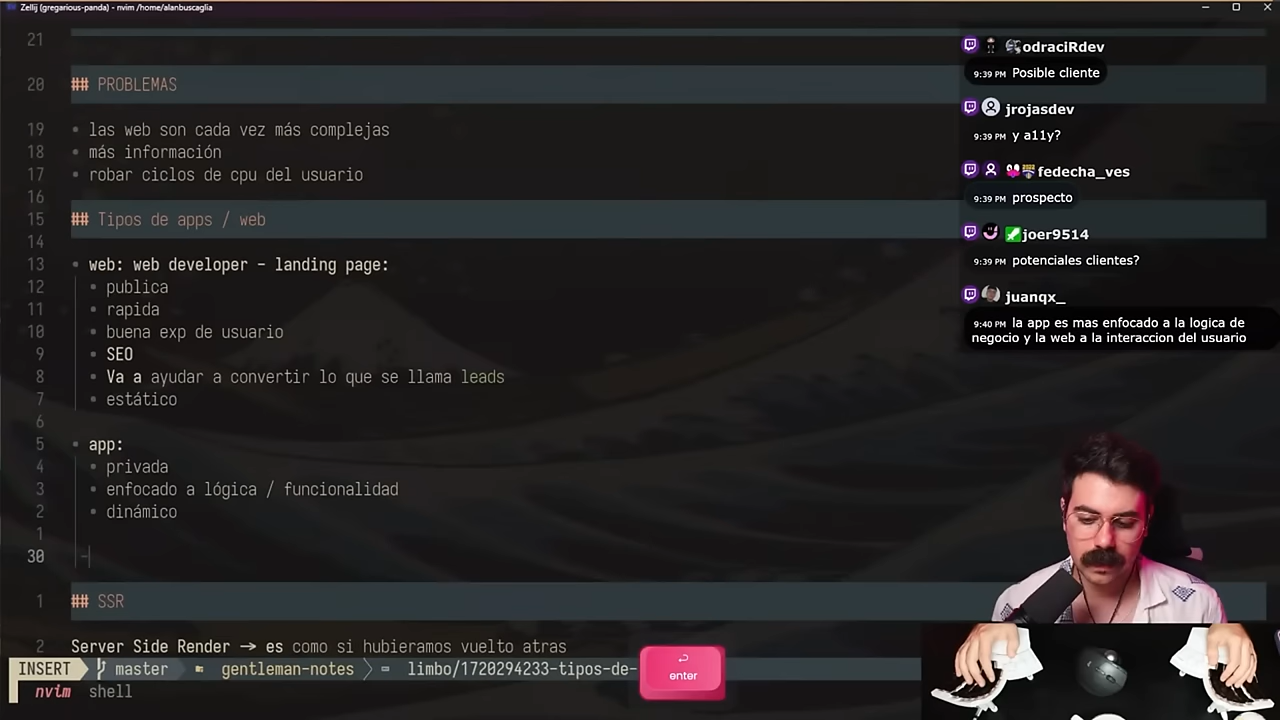 Zellij (gregarious-panda) - nvim /home/alanbuscaglia
21
20 ## PROBLEMAS
19 • las web son cada vez más complejas
18 • más información
17 • robar ciclos de cpu del usuario
16
15 ## Tipos de apps / web
14
13 • web: web developer - landing page:
12 • publica
11 • rapida
10 • buena exp de usuario
9 • SEO
8 • Va a ayudar a convertir lo que se llama leads
7 • estático
6
5 • app:
4 • privada
3 • enfocado a lógica / funcionalidad
2 • dinámico
1
30 -
1 ## SSR
2 Server Side Render → es como si hubieramos vuelto atras
INSERT master gentleman-notes limbo/1720294233-tipos-de-
nvim shell
enter
odraciRdev
9:39 PM Posible cliente
jrojasdev
9:39 PM y a11y?
fedecha_ves
9:39 PM prospecto
joer9514
9:39 PM potenciales clientes?
juanqx_
9:40 PM la app es mas enfocado a la logica de
negocio y la web a la interaccion del usuario